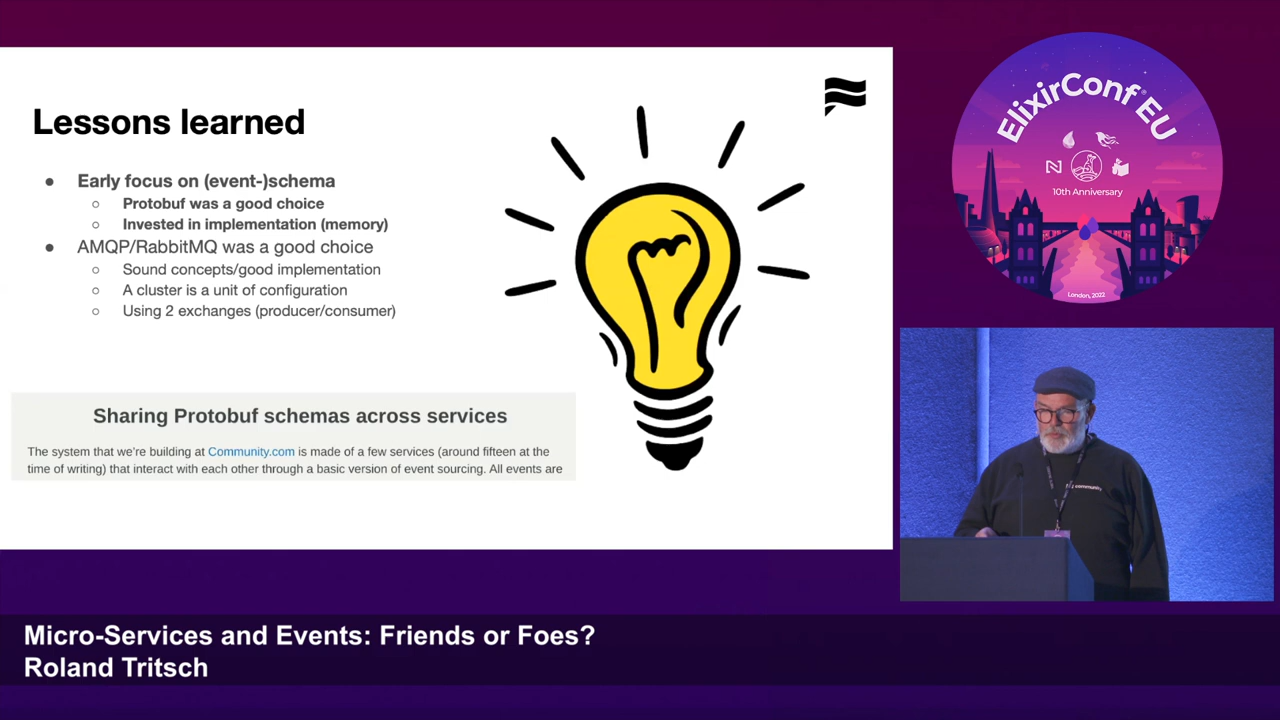 Lessons learned
● Early focus on (event-)schema
○ Protobuf was a good choice
○ Invested in implementation (memory)
● AMQP/RabbitMQ was a good choice
○ Sound concepts/good implementation
○ A cluster is a unit of configuration
○ Using 2 exchanges (producer/consumer)
Sharing Protobuf schemas across services
The system that we're building at Community.com is made of a few services (around fifteen at the
time of writing) that interact with each other through a basic version of event sourcing. All events are
ElixirConf® EU
N
10th Anniversary
London, 2022
community
Micro-Services and Events: Friends or Foes?
Roland Tritsch